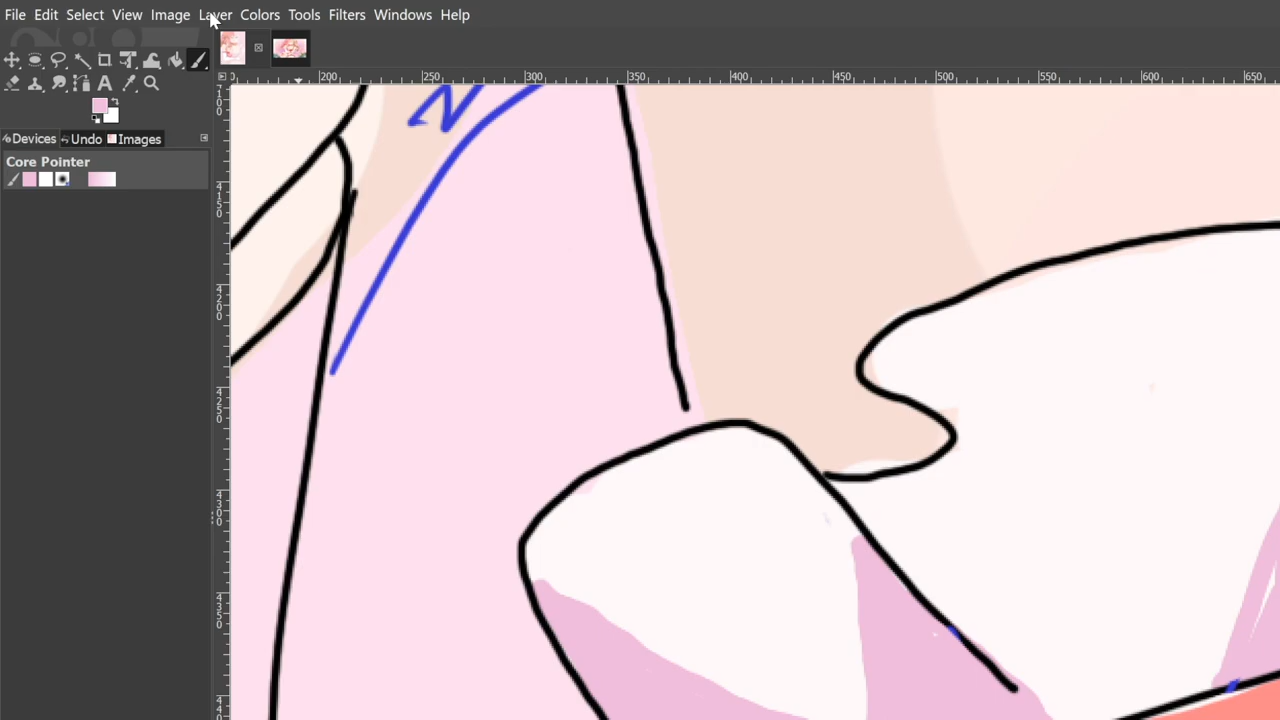 File Edit Select View Image Layer Colors Tools Filters Windows Help
200 250 300 350 400 450 500 550 600 650
Devices Undo Images
Core Pointer